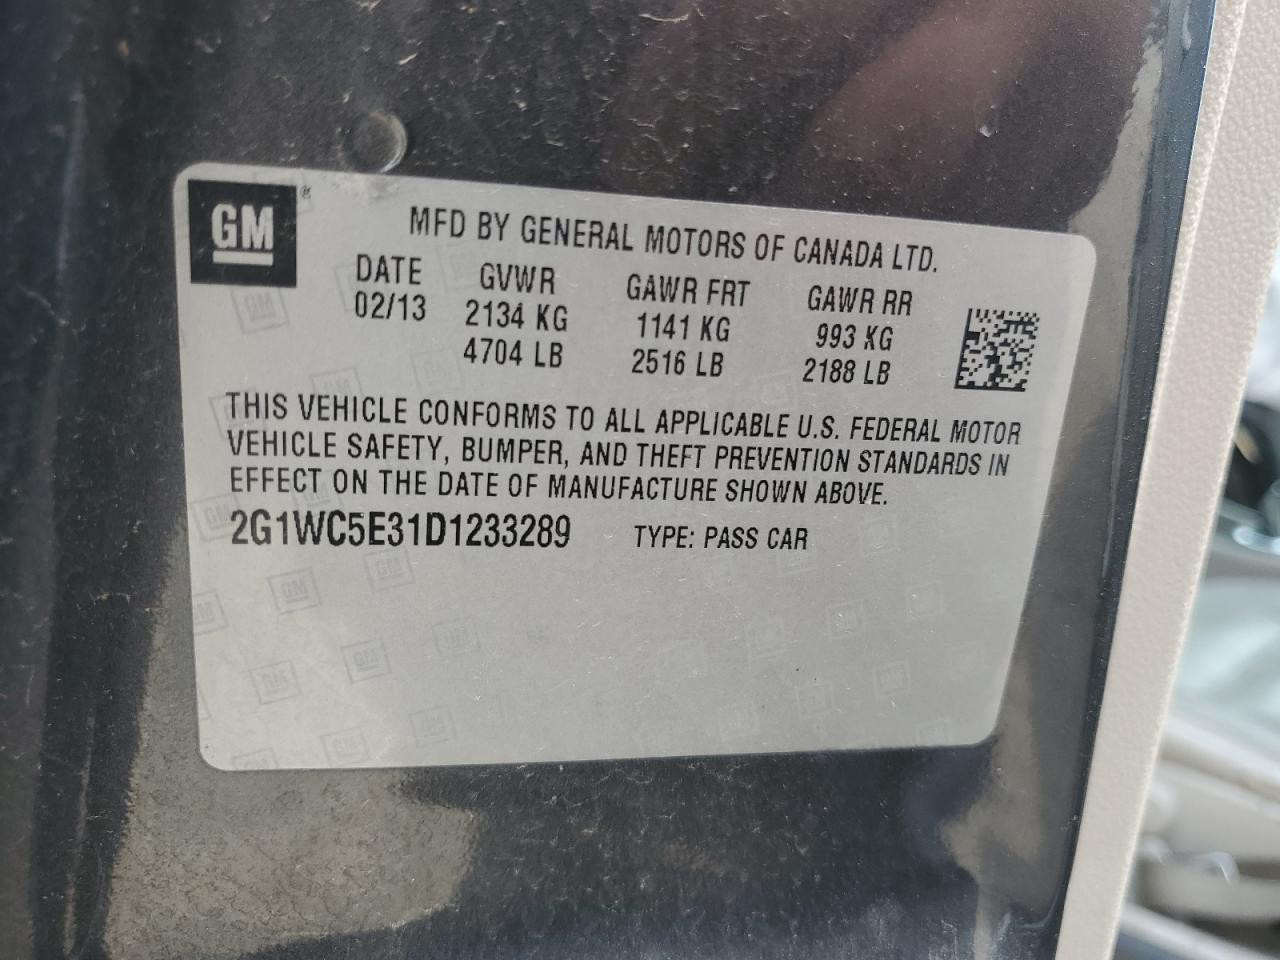 GM®
MFD BY GENERAL MOTORS OF CANADA LTD.
DATE GVWR GAWR FRT GAWR RR
02/13 2134 KG 1141 KG 993 KG
4704 LB 2516 LB 2188 LB
THIS VEHICLE CONFORMS TO ALL APPLICABLE U.S. FEDERAL MOTOR
VEHICLE SAFETY, BUMPER, AND THEFT PREVENTION STANDARDS IN
EFFECT ON THE DATE OF MANUFACTURE SHOWN ABOVE.
2G1WC5E31D1233289 TYPE: PASS CAR